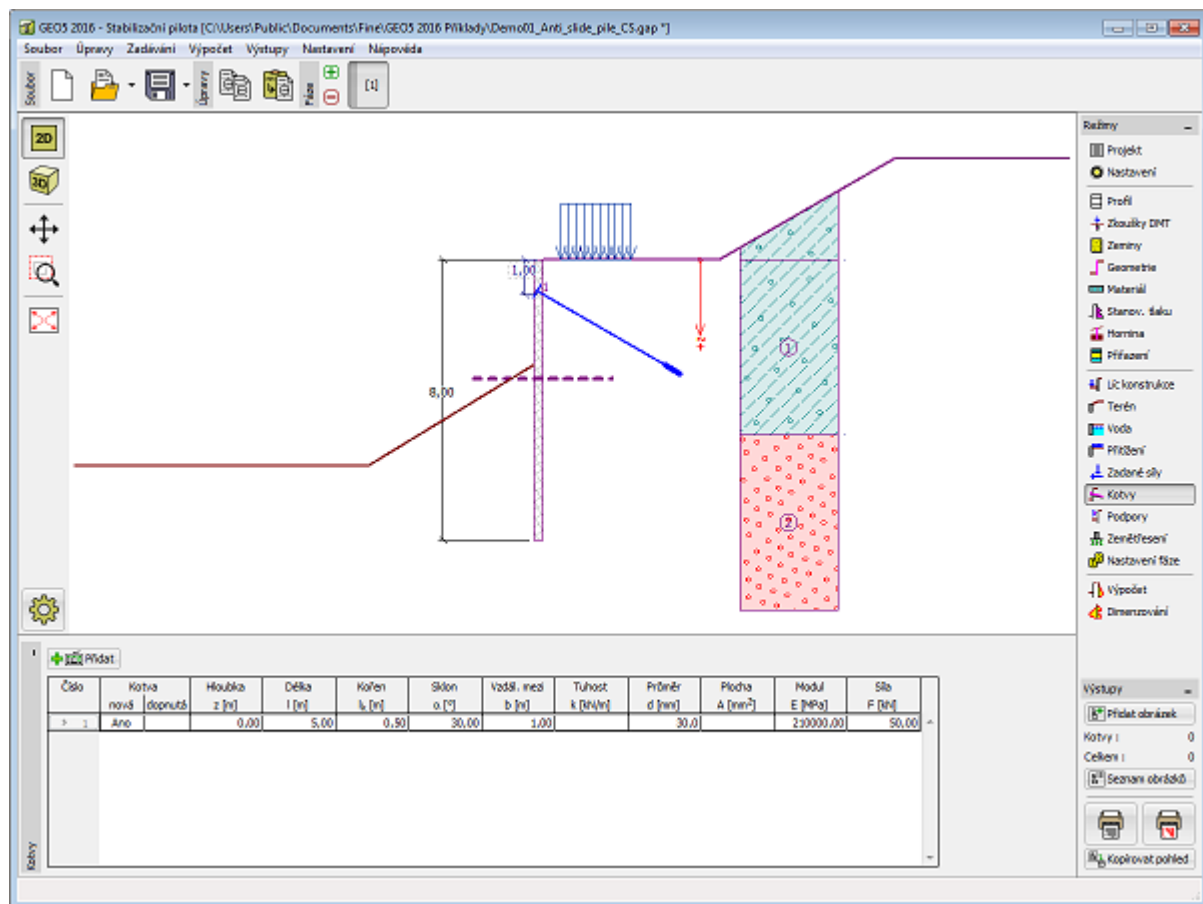 GEO5 2016 - Stabilizační pilota [C:\Users\Public\Documents\Fine\GEO5 2016 Příklady\Demo01_Anti_slide_pile_CS.gap *]
Soubor Úpravy Zadávání Výpočet Výstupy Nastavení Nápověda
Soubor
Úpravy
Fáze
[1]
2D
3D
1,00
1
8,00
+z
1
2
Režimy
Projekt
Nastavení
Profil
Zkoušky DMT
Zeminy
Geometrie
Materiál
Stanov. tlaku
Hornina
Přiřazení
Líc konstrukce
Terén
Voda
Přitížení
Zadané síly
Kotvy
Podpory
Zemětřesení
Nastavení fáze
Výpočet
Dimenzování
Přidat
Číslo Kotva Hloubka Délka Kořen Sklon Vzdál. mezi Tuhost Průměr Plocha Modul Síla
nová dopnutá z [m] l [m] lk [m] α [°] b [m] k [kN/m] d [mm] A [mm²] E [MPa] F [kN]
1 Ano 0,00 5,00 0,50 30,00 1,00 30,0 210000,00 50,00
Kotvy
Výstupy
Přidat obrázek
Kotvy : 0
Celkem : 0
Seznam obrázků
Kopírovat pohled